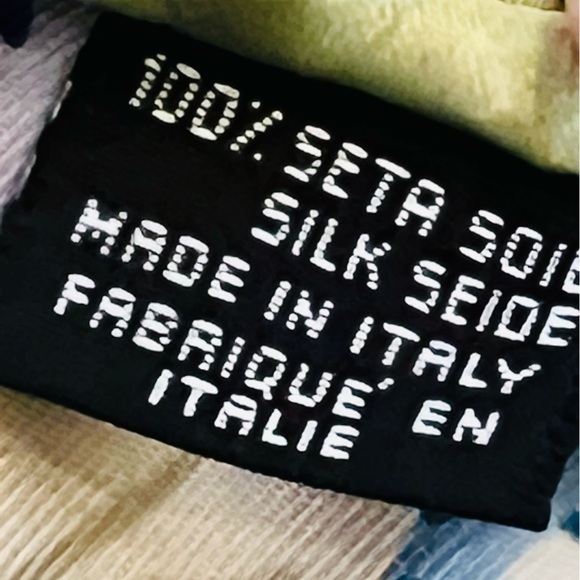 100% SETA SOIE
SILK SEIDE
MADE IN ITALY
FABRIQUE' EN
ITALIE